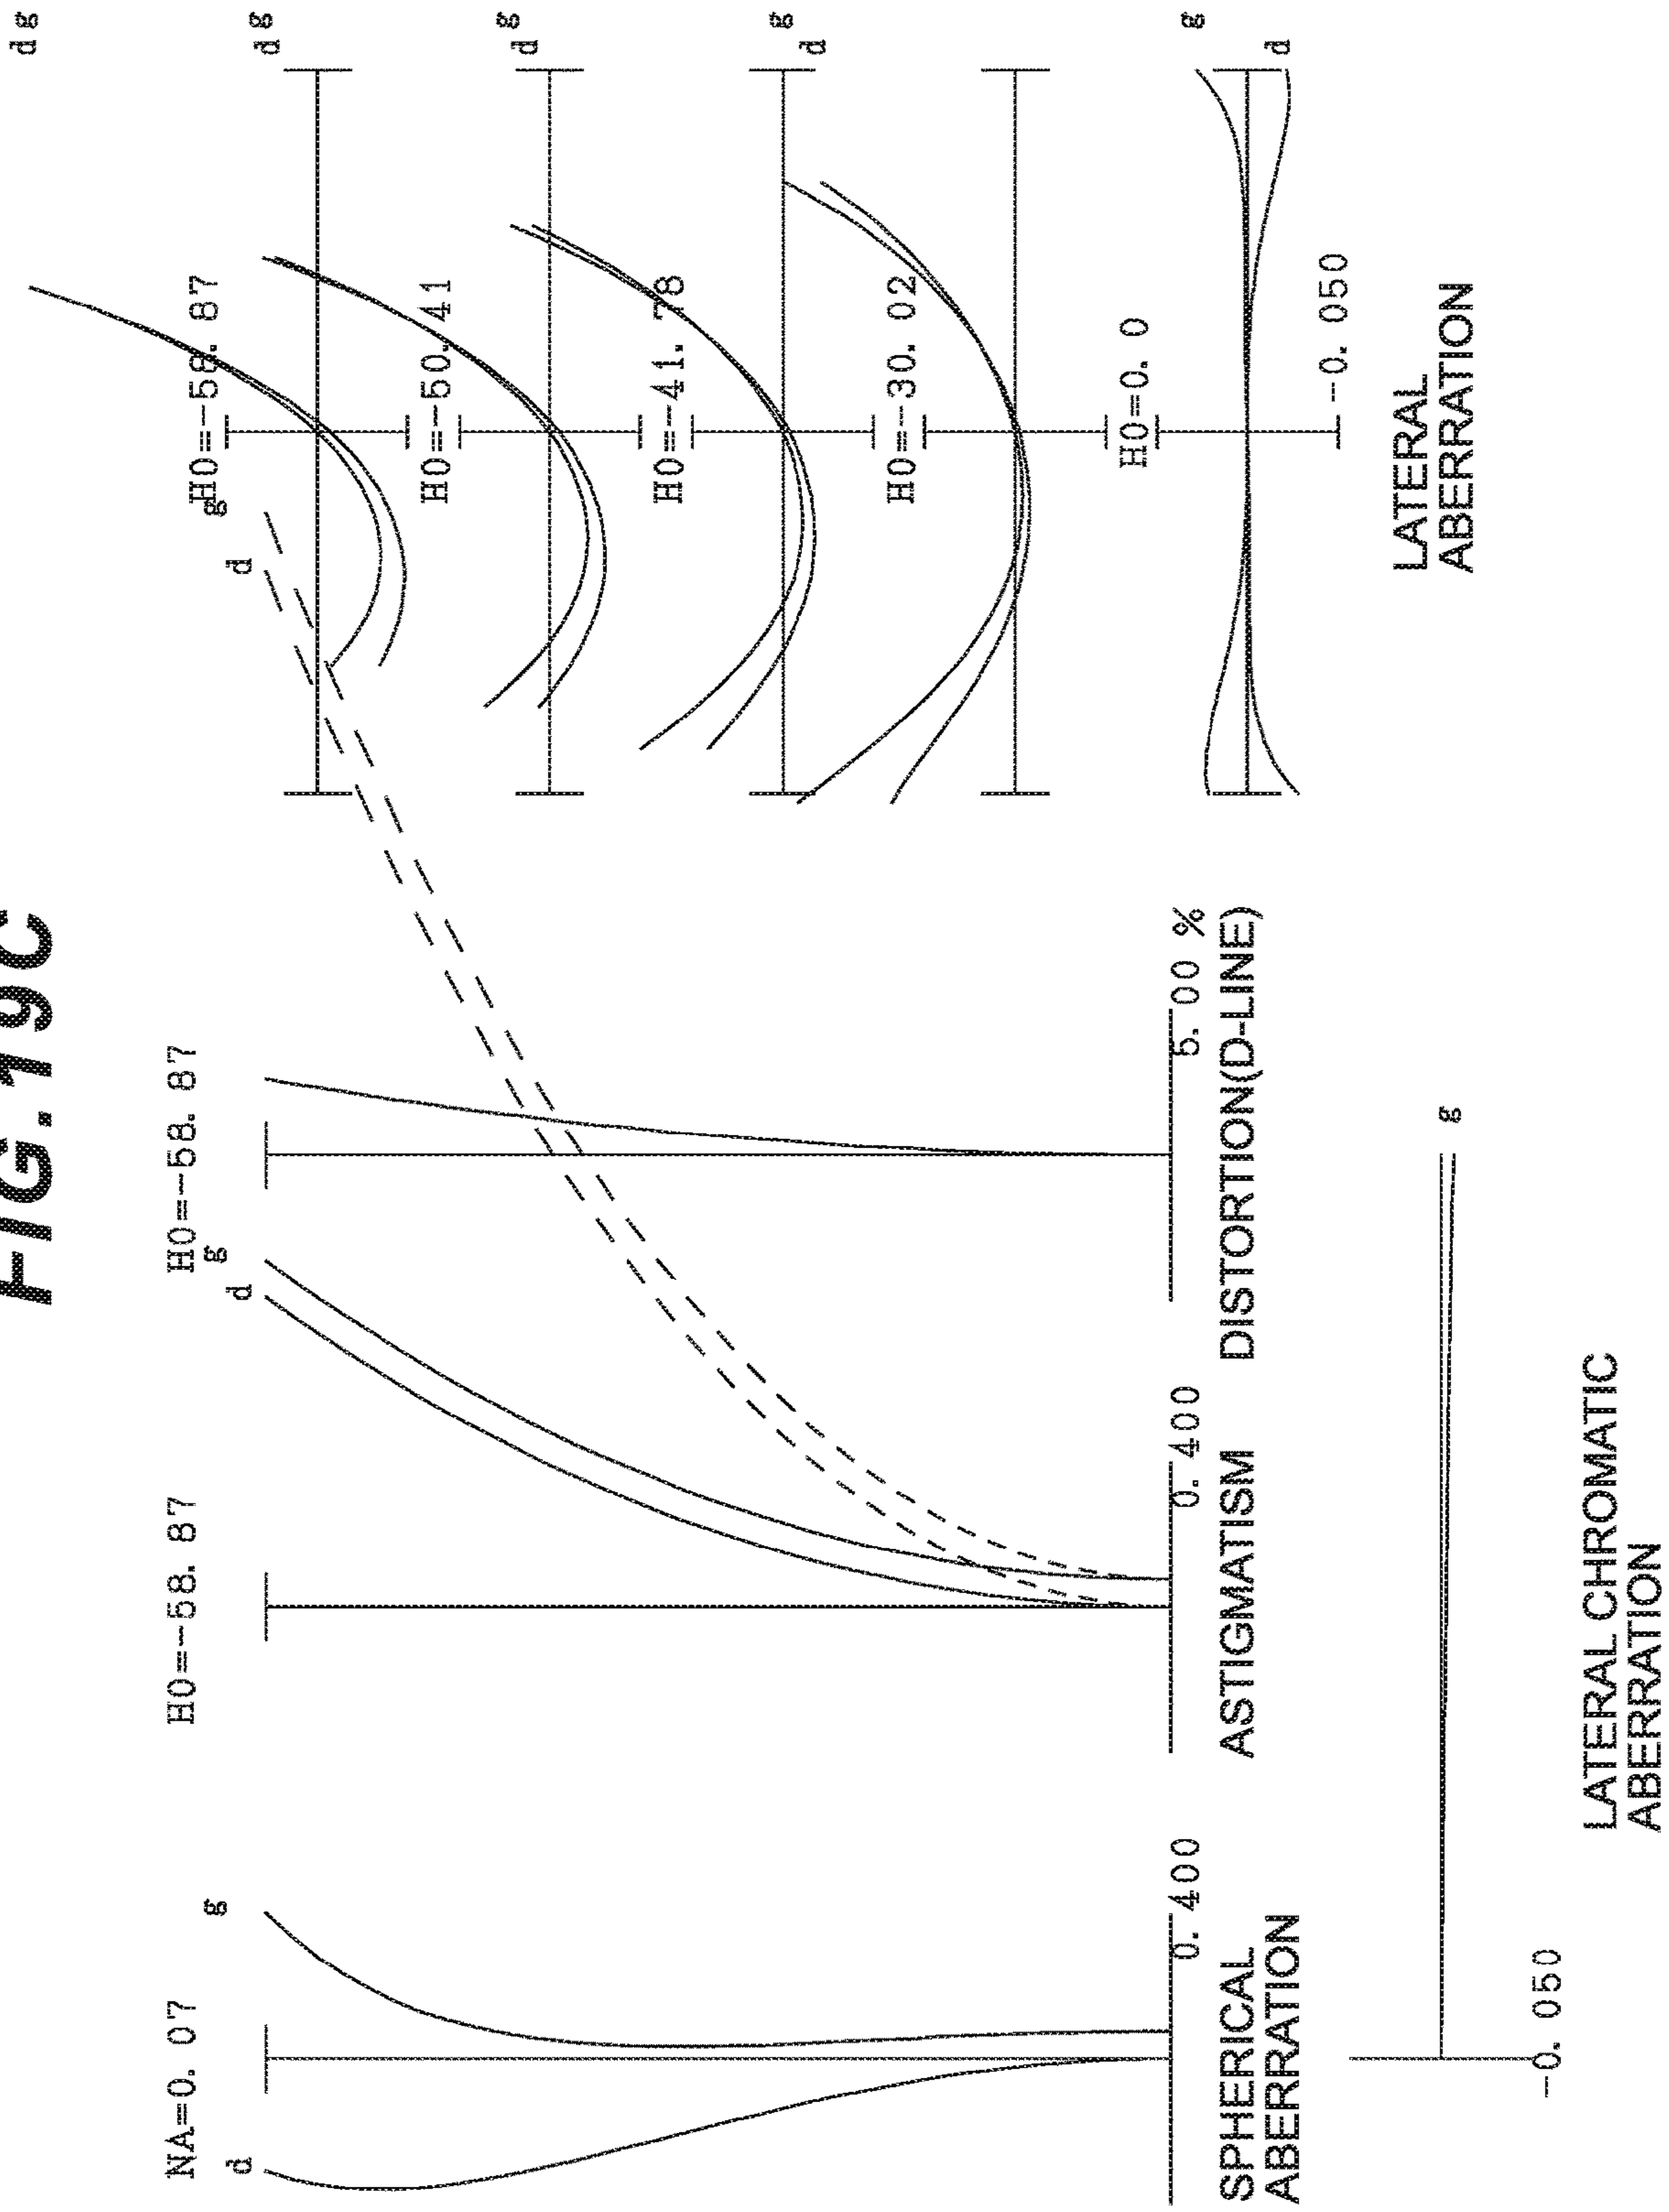 FIG.19C
NA=0.07
d
g
0.400
SPHERICAL
ABERRATION
H0=-58.87
d
g
d
g
0.400
ASTIGMATISM
H0=-58.87
5.00 %
DISTORTION(D-LINE)
H0=-58.87
d g
H0=-50.41
d g
H0=-41.78
d g
H0=-30.02
g
d
H0=0.0
g
d
-0.050
LATERAL
ABERRATION
g
-0.050
LATERAL CHROMATIC
ABERRATION